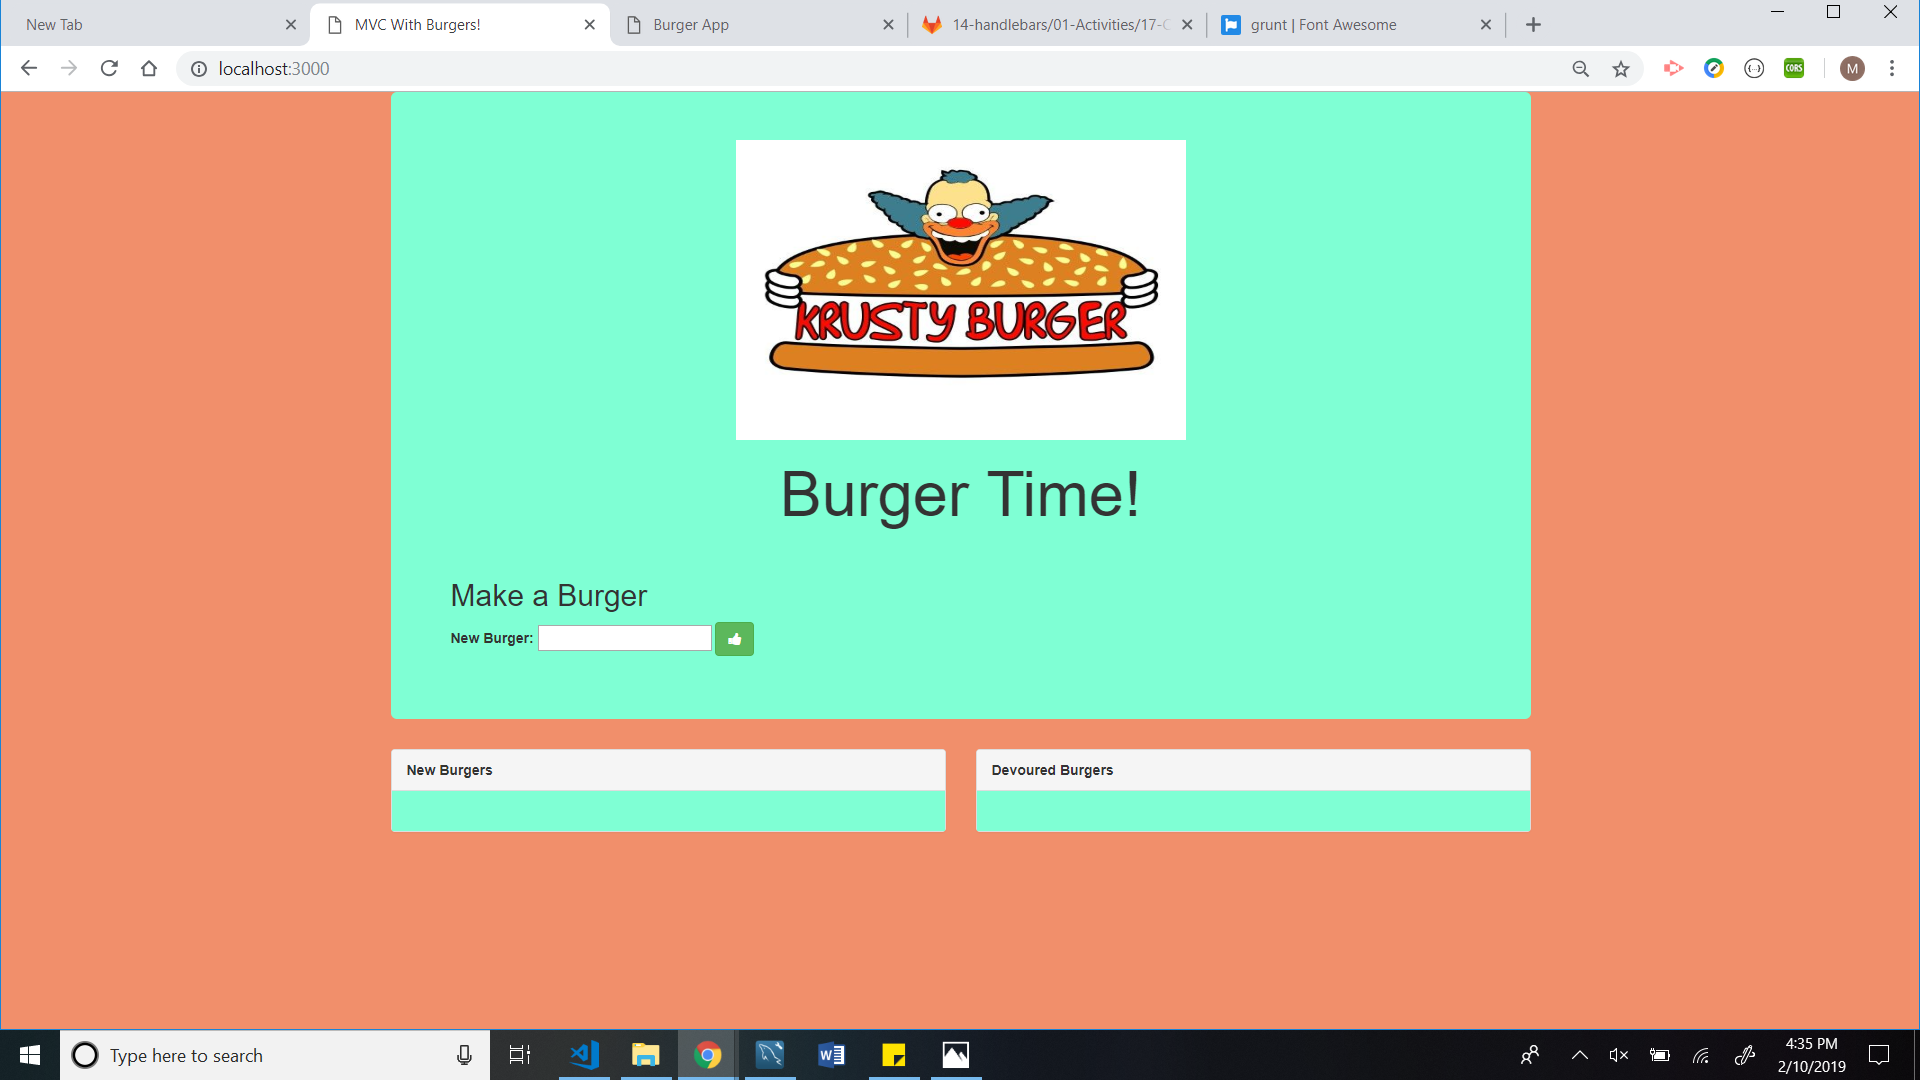 New Tab
MVC With Burgers!
Burger App
14-handlebars/01-Activities/17-C
grunt | Font Awesome
localhost:3000
CORS
M
KRUSTY BURGER
Burger Time!
Make a Burger
New Burger:
New Burgers
Devoured Burgers
Type here to search
W
4:35 PM
2/10/2019